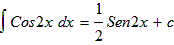 ∫ Cos2x dx = 1/2 Sen2x + c